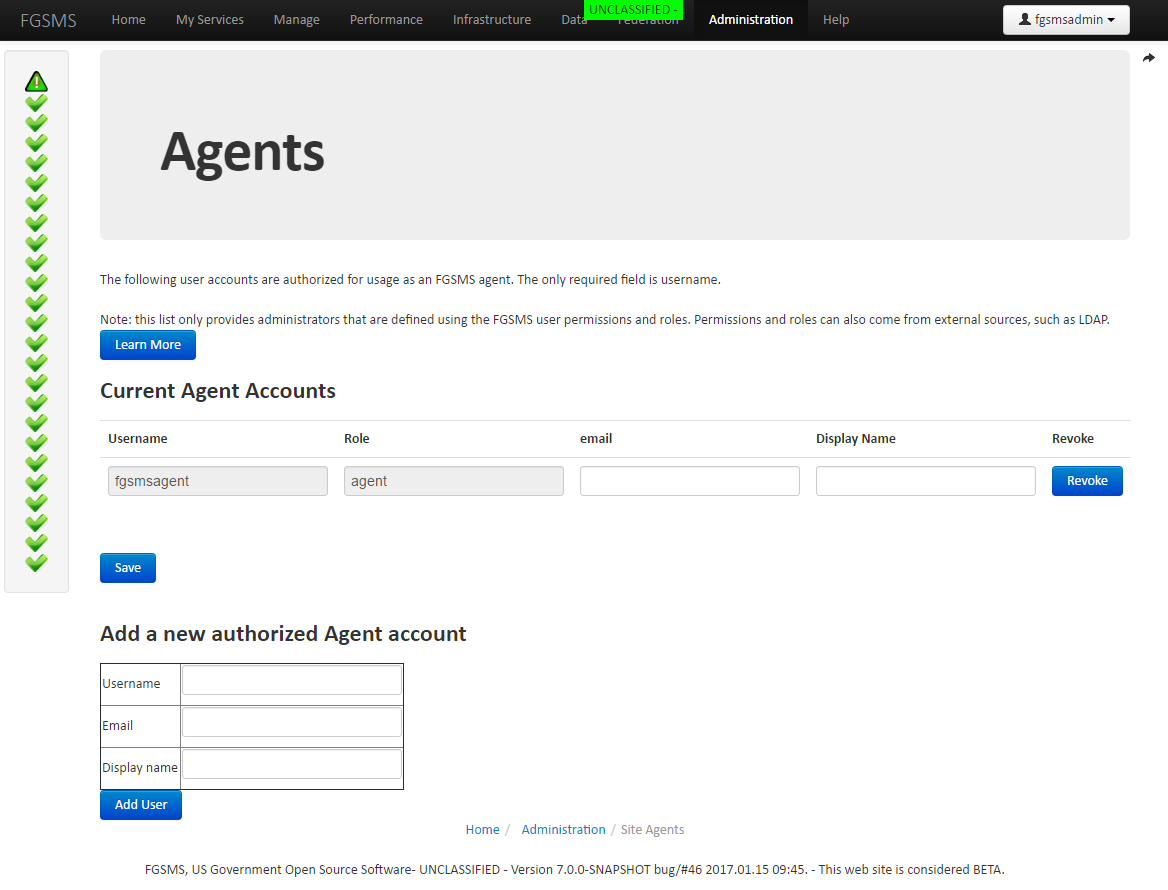 FGSMS Home My Services Manage Performance Infrastructure Data Federation Administration Help fgsmsadmin
UNCLASSIFIED -
Agents
The following user accounts are authorized for usage as an FGSMS agent. The only required field is username.
Note: this list only provides administrators that are defined using the FGSMS user permissions and roles. Permissions and roles can also come from external sources, such as LDAP.
Learn More
Current Agent Accounts
Username Role email Display Name Revoke
fgsmsagent agent Revoke
Save
Add a new authorized Agent account
Username
Email
Display name
Add User
Home / Administration / Site Agents
FGSMS, US Government Open Source Software- UNCLASSIFIED - Version 7.0.0-SNAPSHOT bug/#46 2017.01.15 09:45. - This web site is considered BETA.